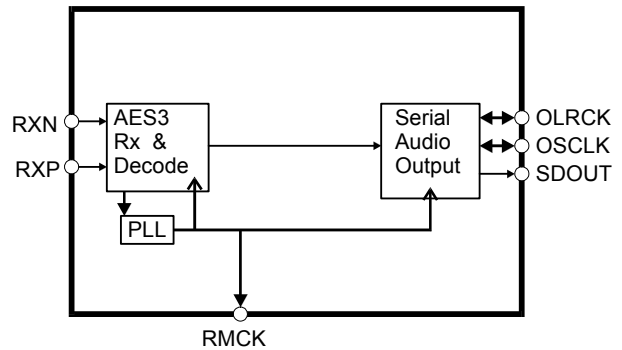 RXN
RXP
AES3
Rx &
Decode
PLL
Serial
Audio
Output
OLRCK
OSCLK
SDOUT
RMCK